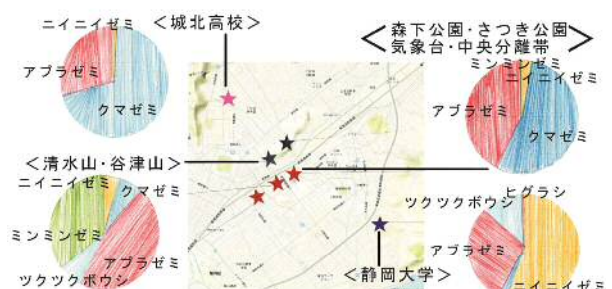 ニイニイゼミ
アブラゼミ
クマゼミ
<城北高校>
<森下公園・さつき公園
気象台・中央分離帯>
ミンミンゼミ
ニイニイゼミ
アブラゼミ
クマゼミ
<清水山・谷津山>
ニイニイゼミ
クマゼミ
ミンミンゼミ
アブラゼミ
ツクツクボウシ
ツクツクボウシ
ヒグラシ
アブラゼミ
ニイニイゼミ
<静岡大学>